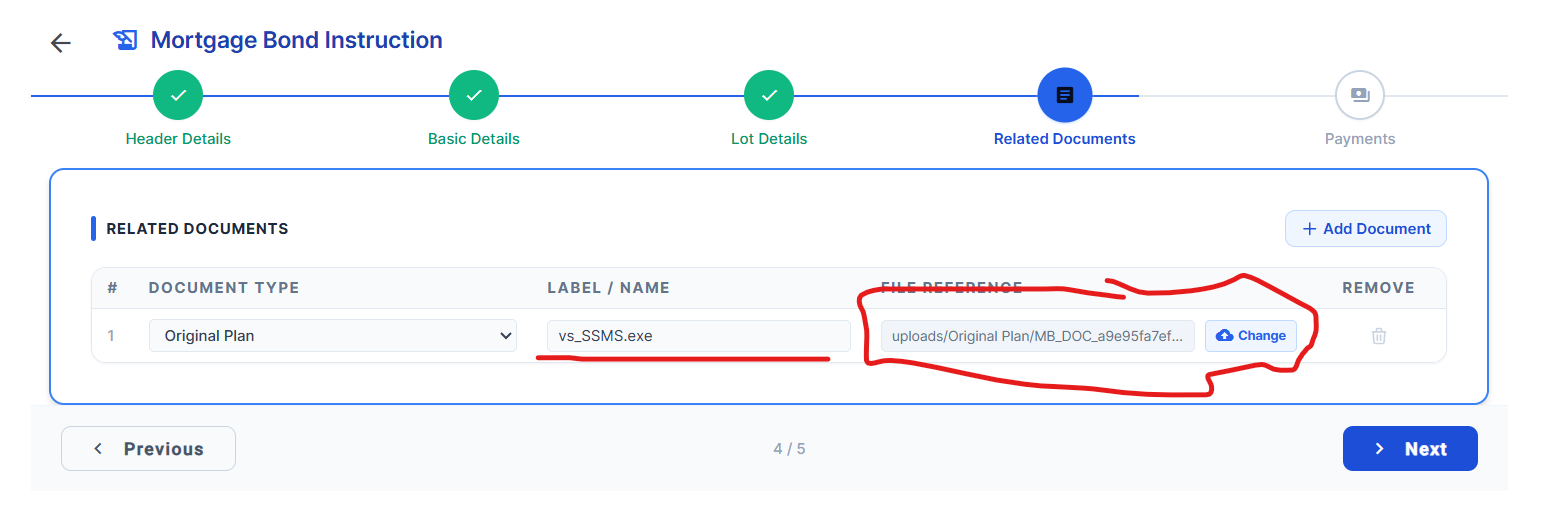 Mortgage Bond Instruction
Header Details Basic Details Lot Details Related Documents Payments
RELATED DOCUMENTS
+ Add Document
# DOCUMENT TYPE LABEL / NAME FILE REFERENCE REMOVE
1 Original Plan vs_SSMS.exe uploads/Original Plan/MB_DOC_a9e95fa7ef... Change
Previous 4 / 5 Next